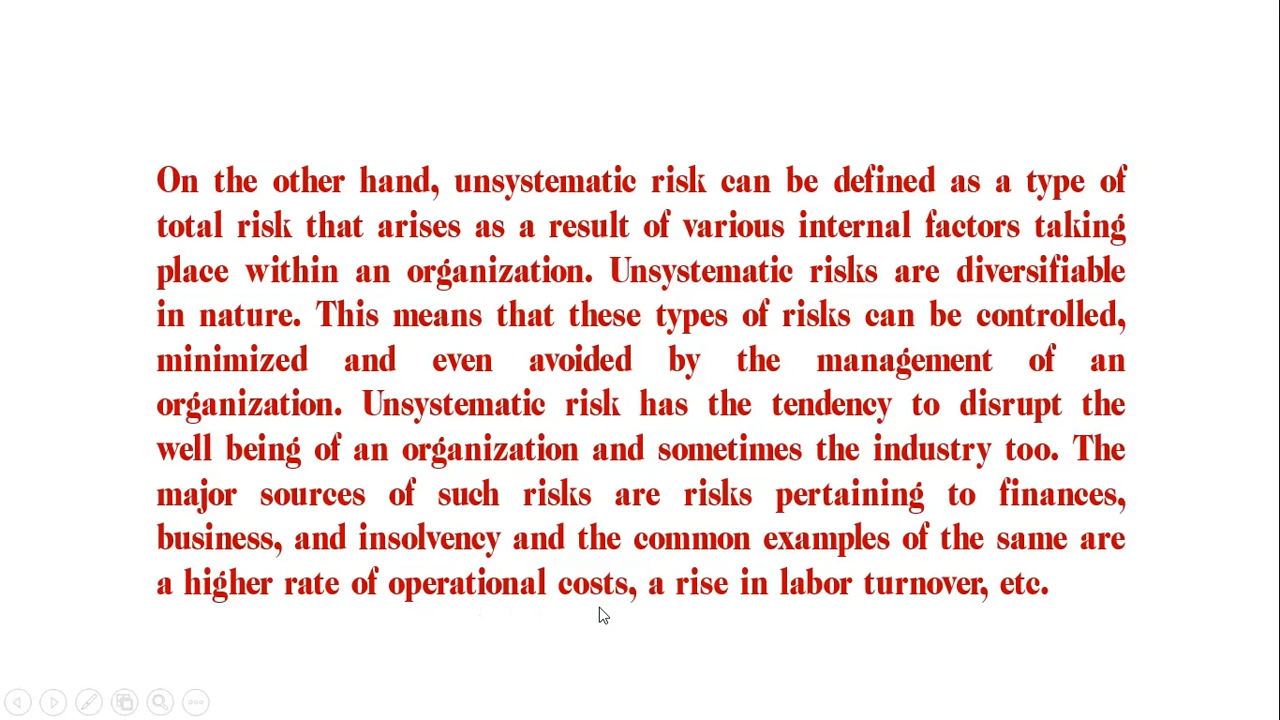 On the other hand, unsystematic risk can be defined as a type of
total risk that arises as a result of various internal factors taking
place within an organization. Unsystematic risks are diversifiable
in nature. This means that these types of risks can be controlled,
minimized and even avoided by the management of an
organization. Unsystematic risk has the tendency to disrupt the
well being of an organization and sometimes the industry too. The
major sources of such risks are risks pertaining to finances,
business, and insolvency and the common examples of the same are
a higher rate of operational costs, a rise in labor turnover, etc.